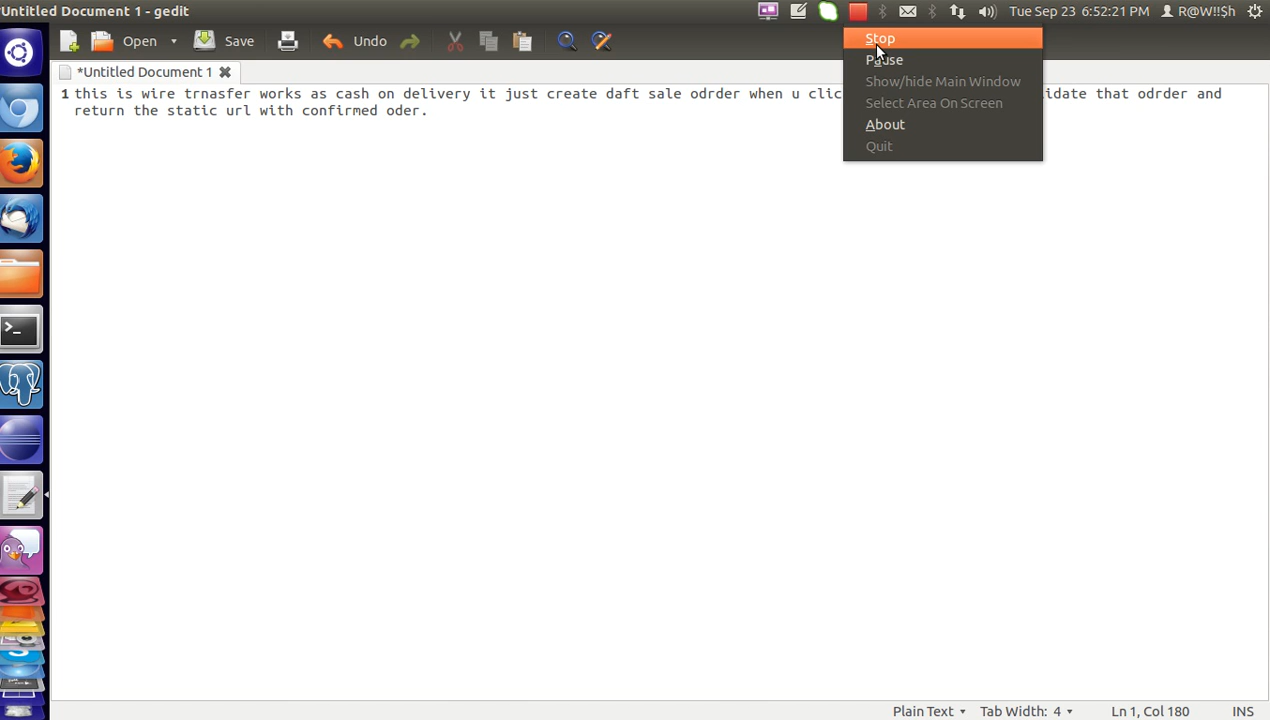 Untitled Document 1 - gedit
Tue Sep 23 6:52:21 PM R@W!!$h
Open Save Undo
*Untitled Document 1
1 this is wire trnasfer works as cash on delivery it just create daft sale odrder when u clic idate that odrder and
return the static url with confirmed oder.
Stop
Pause
Show/hide Main Window
Select Area On Screen
About
Quit
Plain Text Tab Width: 4 Ln 1, Col 180 INS